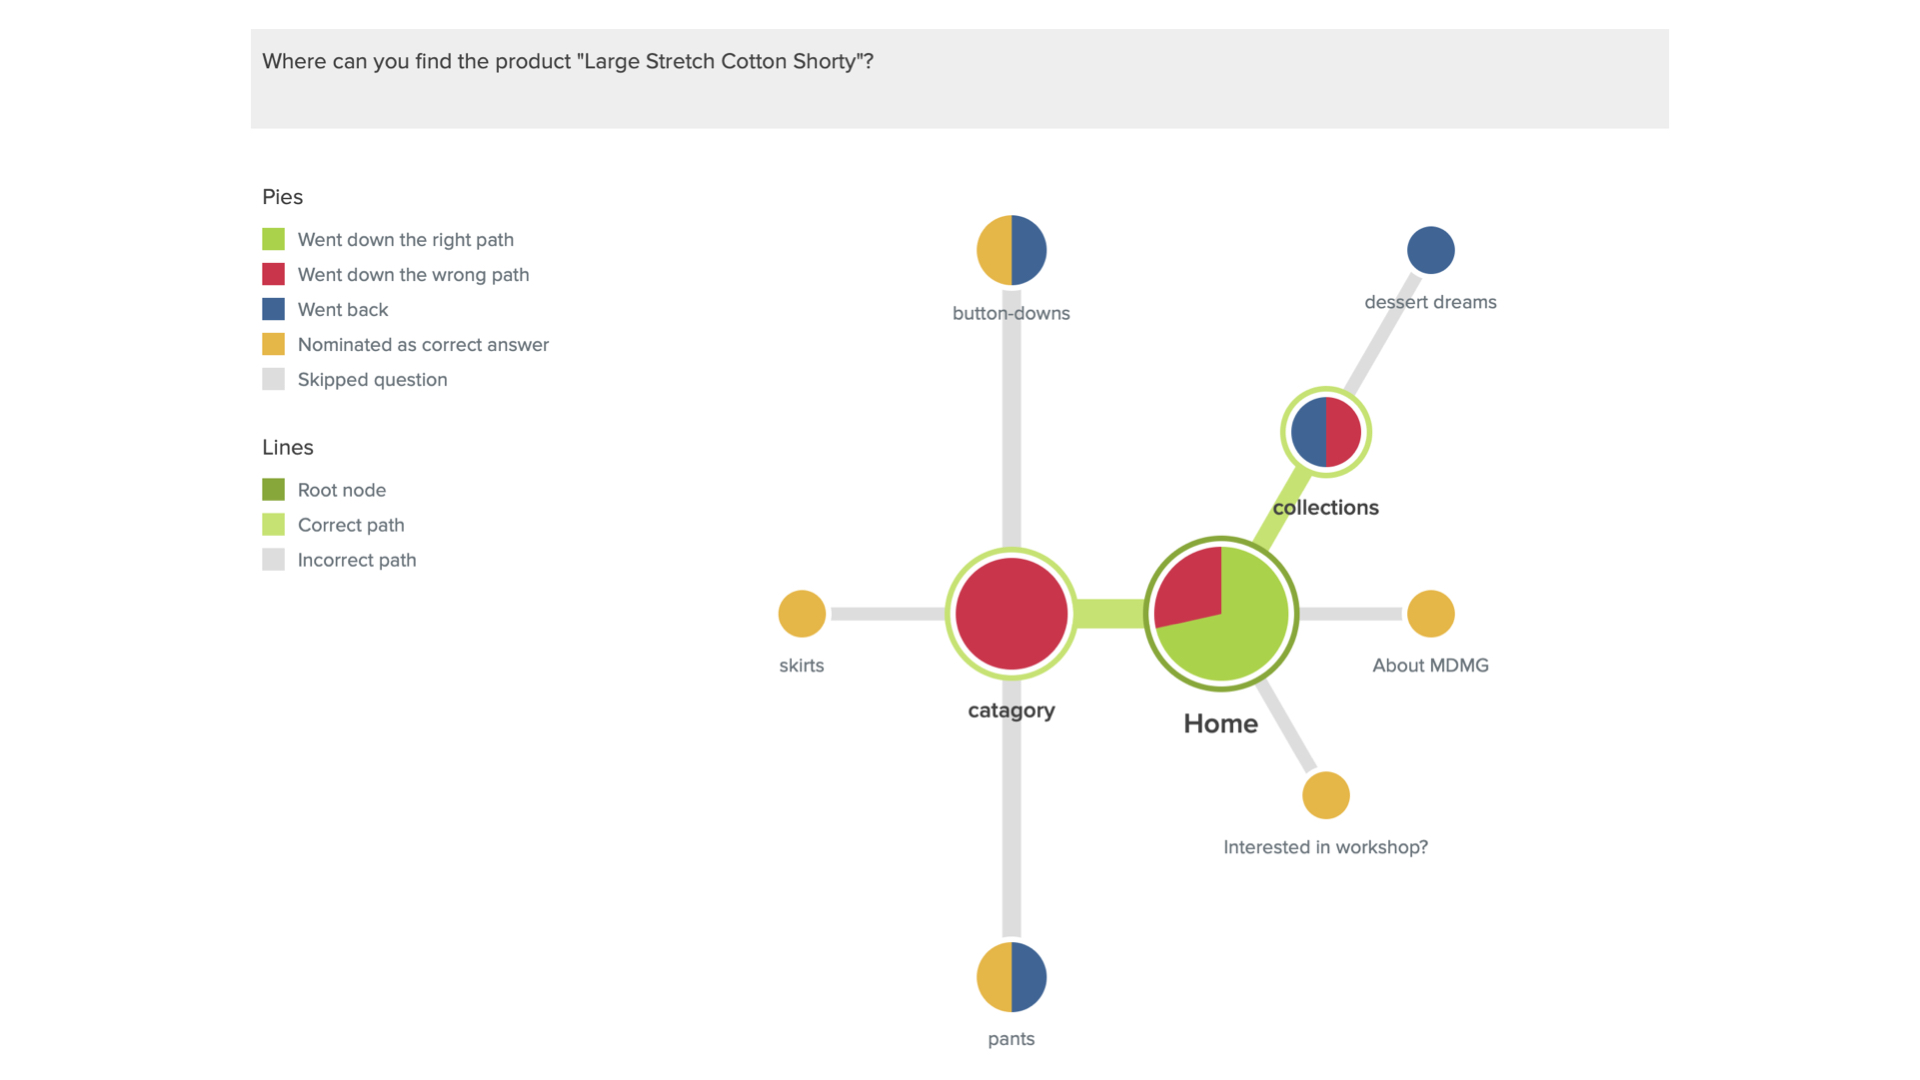 Where can you find the product "Large Stretch Cotton Shorty"?
Pies
Went down the right path
Went down the wrong path
Went back
Nominated as correct answer
Skipped question
Lines
Root node
Correct path
Incorrect path
button-downs
dessert dreams
collections
skirts
About MDMG
catagory
Home
Interested in workshop?
pants